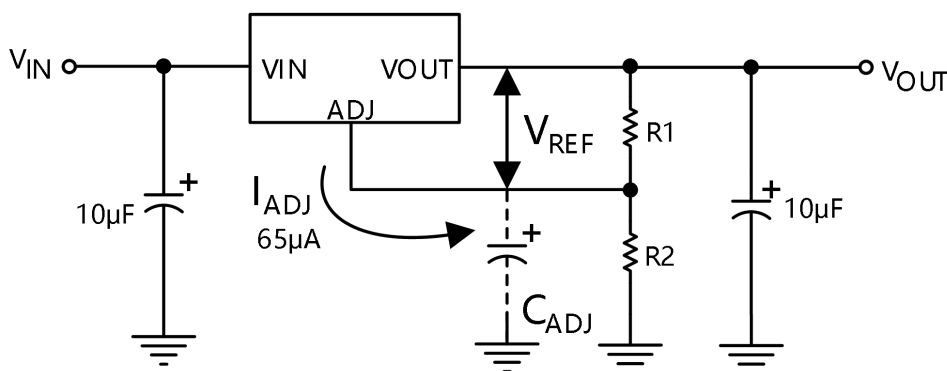 VIN
VIN VOUT
ADJ
VOUT
VREF
R1
10μF
+
IADJ
65μA
+
CADJ
R2
+
10μF